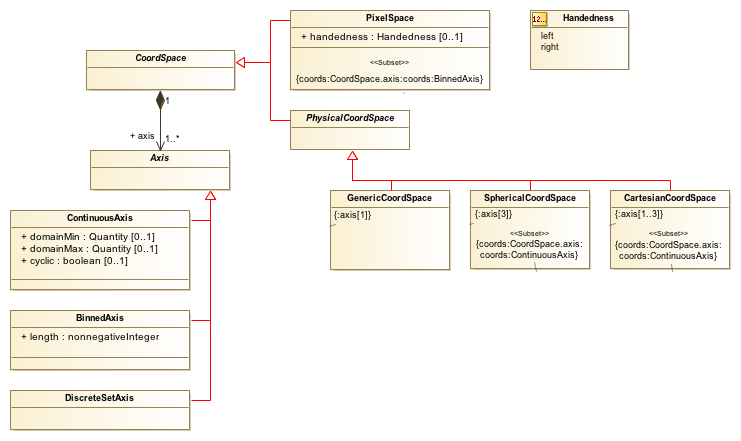 PixelSpace
+ handedness : Handedness [0..1]
<<Subset>>
{coords:CoordSpace.axis:coords:BinnedAxis}
12...
Handedness
left
right
CoordSpace
1
+ axis
1..*
Axis
PhysicalCoordSpace
ContinuousAxis
+ domainMin : Quantity [0..1]
+ domainMax : Quantity [0..1]
+ cyclic : boolean [0..1]
BinnedAxis
+ length : nonnegativeInteger
DiscreteSetAxis
GenericCoordSpace
{:axis[1]}
SphericalCoordSpace
{:axis[3]}
<<Subset>>
{coords:CoordSpace.axis:
coords:ContinuousAxis}
CartesianCoordSpace
{:axis[1..3]}
<<Subset>>
{coords:CoordSpace.axis:
coords:ContinuousAxis}